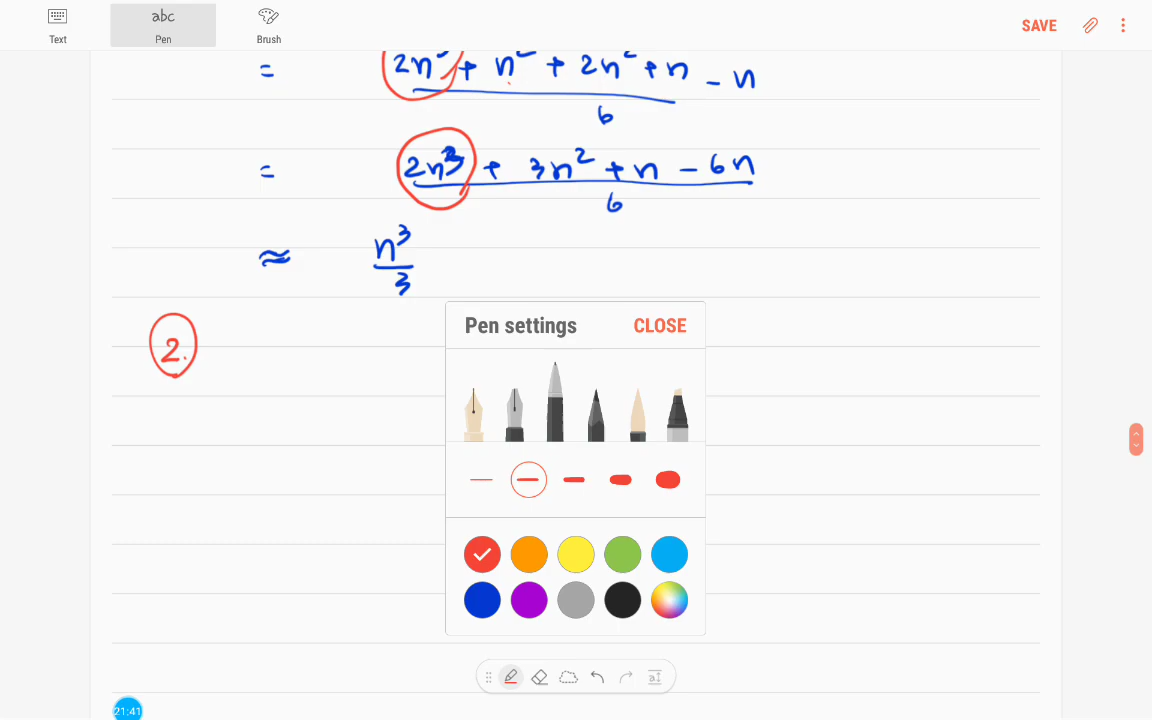 Text
abc
Pen
Brush
SAVE
= 2n³ + n² + 2n² + n - n
6
= 2n³ + 3n² + n - 6n
6
≈ n³
3
2.
Pen settings
CLOSE
a
21:41